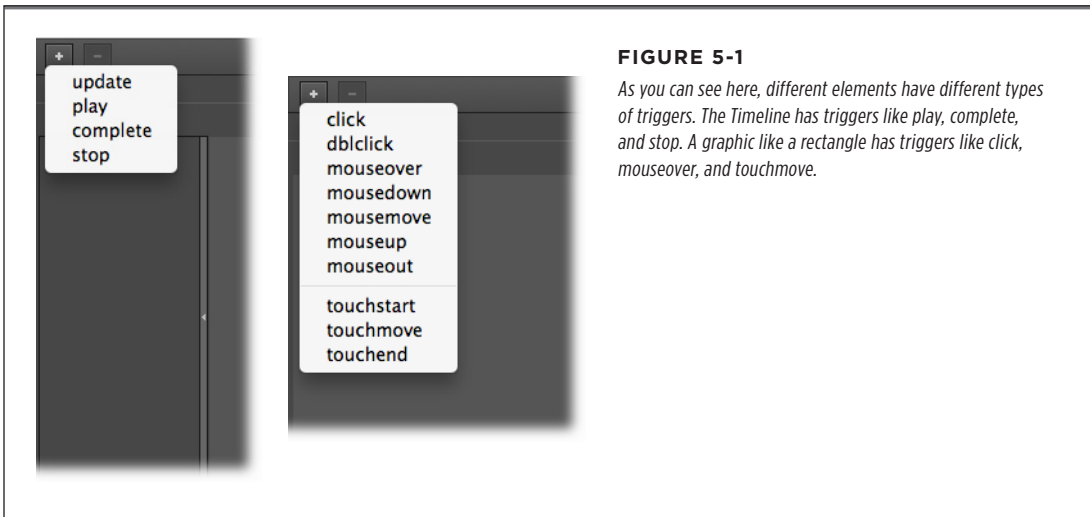 + −
update
play
complete
stop
+ −
click
dblclick
mouseover
mousedown
mousemove
mouseup
mouseout
touchstart
touchmove
touchend
FIGURE 5-1
As you can see here, different elements have different types
of triggers. The Timeline has triggers like play, complete,
and stop. A graphic like a rectangle has triggers like click,
mouseover, and touchmove.